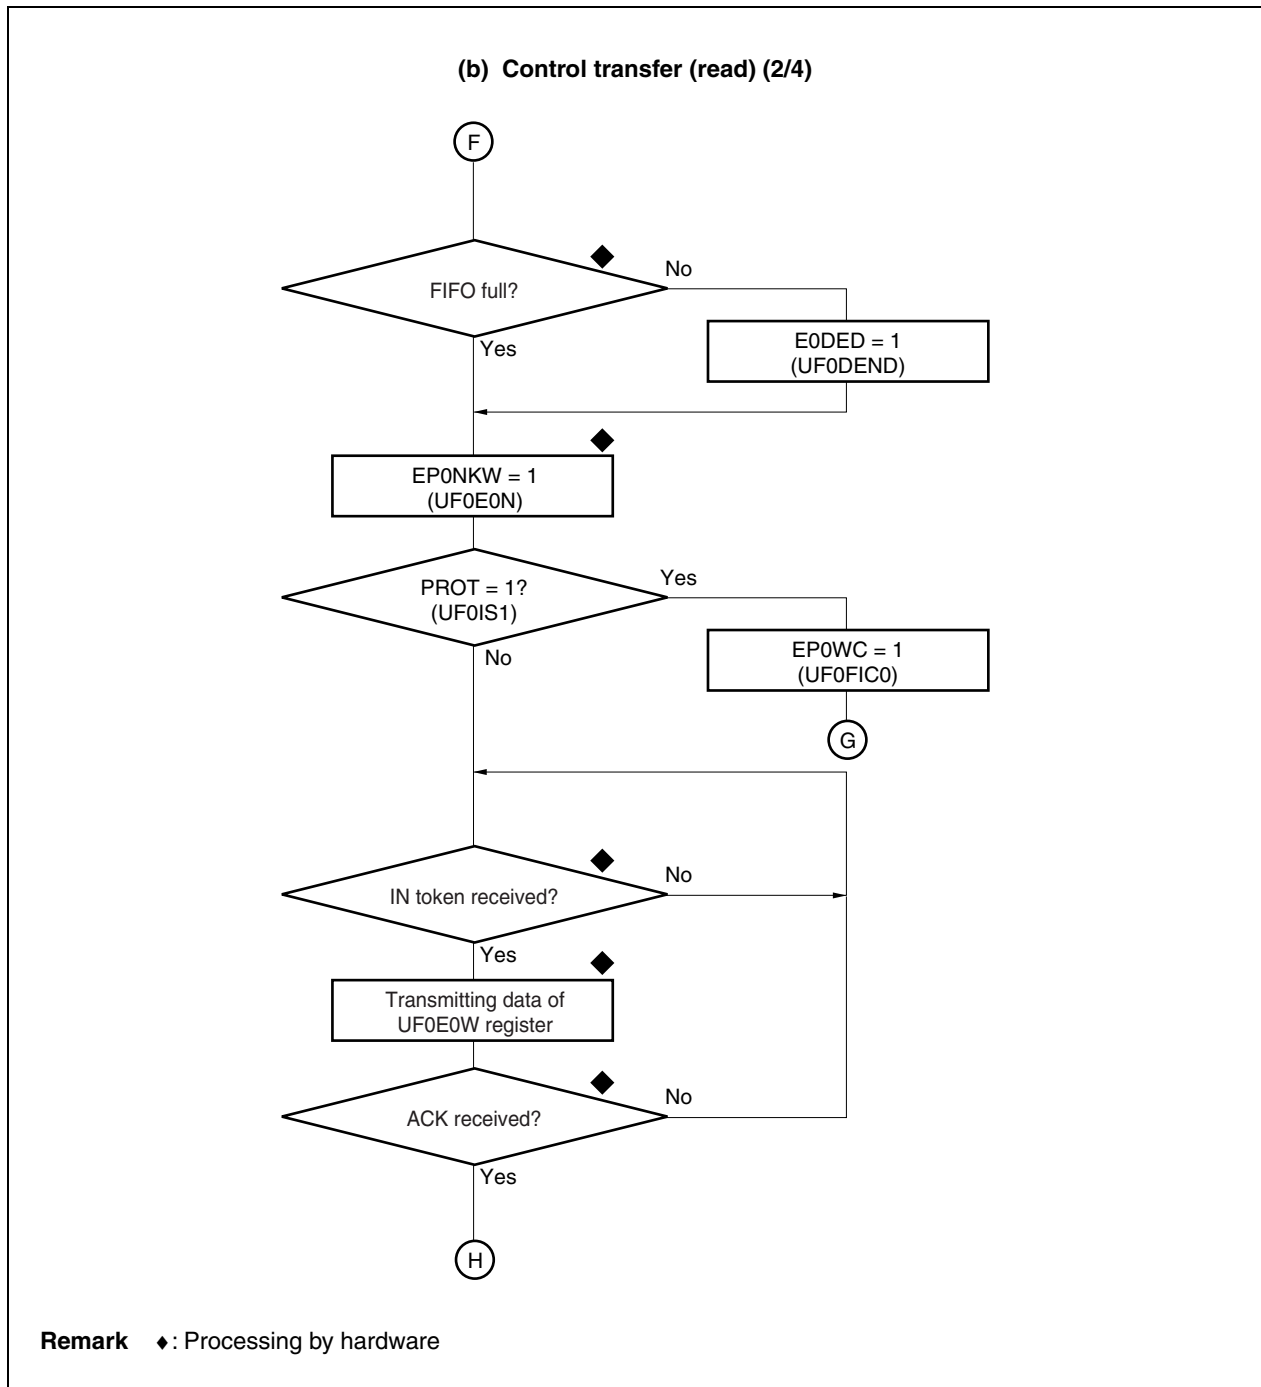 (b) Control transfer (read) (2/4)
F
FIFO full?
No
Yes
E0DED = 1
(UF0DEND)
EP0NKW = 1
(UF0E0N)
PROT = 1?
(UF0IS1)
Yes
No
EP0WC = 1
(UF0FIC0)
G
IN token received?
No
Yes
Transmitting data of
UF0E0W register
ACK received?
No
Yes
H
Remark ♦: Processing by hardware